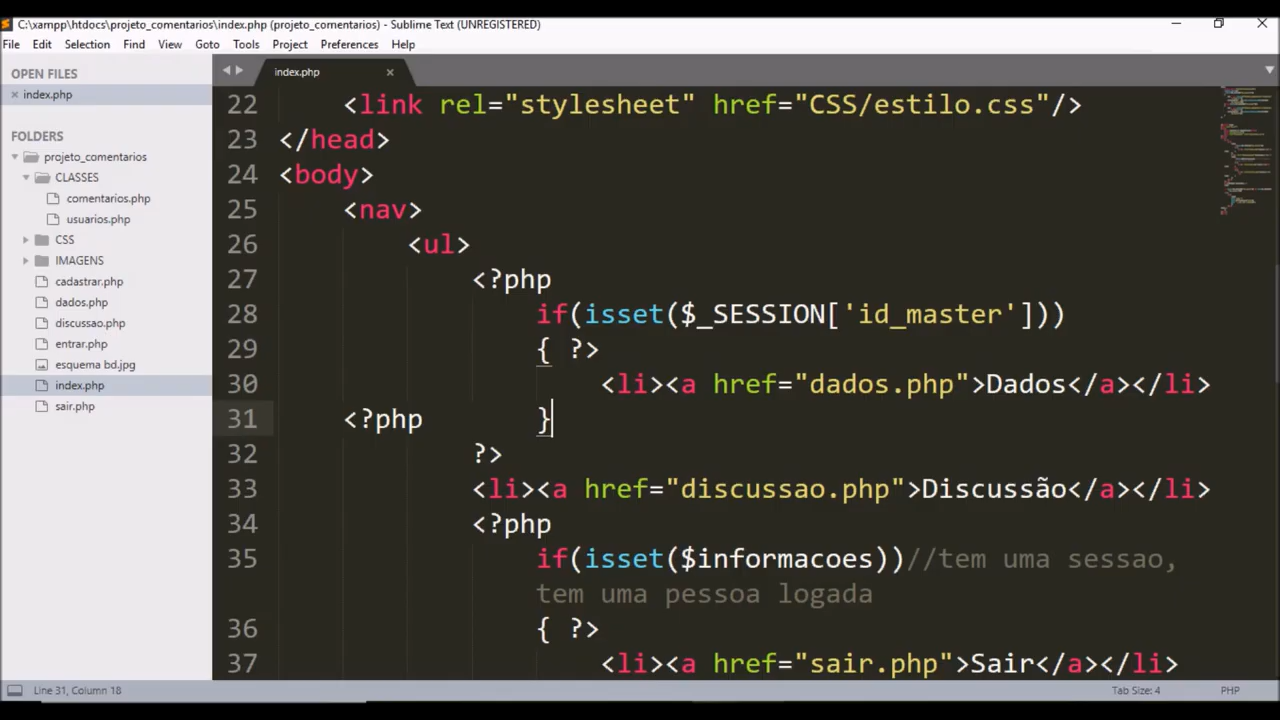 C:\xampp\htdocs\projeto_comentarios\index.php (projeto_comentarios) - Sublime Text (UNREGISTERED)
File Edit Selection Find View Goto Tools Project Preferences Help
OPEN FILES
index.php
FOLDERS
projeto_comentarios
CLASSES
comentarios.php
usuarios.php
CSS
IMAGENS
cadastrar.php
dados.php
discussao.php
entrar.php
esquema bd.jpg
index.php
sair.php
index.php
22 <link rel="stylesheet" href="CSS/estilo.css"/>
23 </head>
24 <body>
25 <nav>
26 <ul>
27 <?php
28 if(isset($_SESSION['id_master']))
29 { ?>
30 <li><a href="dados.php">Dados</a></li>
31 <?php }
32 ?>
33 <li><a href="discussao.php">Discussão</a></li>
34 <?php
35 if(isset($informacoes))//tem uma sessao,
tem uma pessoa logada
36 { ?>
37 <li><a href="sair.php">Sair</a></li>
Line 31, Column 18
Tab Size: 4
PHP